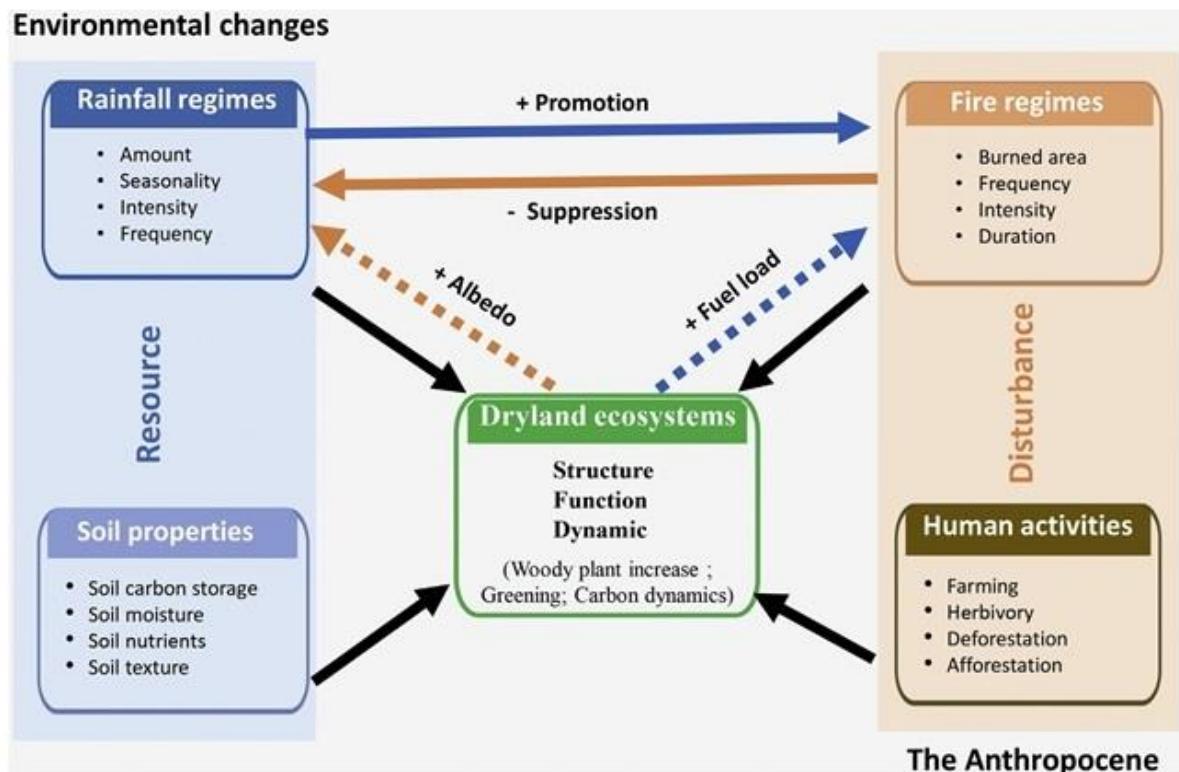 Environmental changes
Rainfall regimes
• Amount
• Seasonality
• Intensity
• Frequency
+ Promotion
- Suppression
Fire regimes
• Burned area
• Frequency
• Intensity
• Duration
+ Albedo
+ Fuel load
Resource
Disturbance
Dryland ecosystems
Structure
Function
Dynamic
(Woody plant increase ;
Greening; Carbon dynamics)
Soil properties
• Soil carbon storage
• Soil moisture
• Soil nutrients
• Soil texture
Human activities
• Farming
• Herbivory
• Deforestation
• Afforestation
The Anthropocene